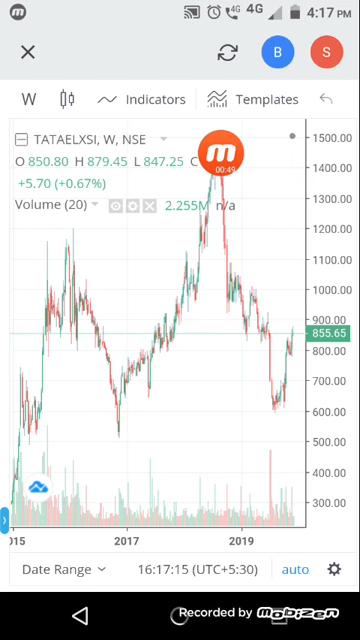 4G 4G 4:17 PM
B S
W Indicators Templates
TATAELXSI, W, NSE
O 850.80 H 879.45 L 847.25 C
+5.70 (+0.67%)
Volume (20) 2.255M n/a
00:49
1500.00
1400.00
1300.00
1200.00
1100.00
1000.00
900.00
855.65
800.00
700.00
600.00
500.00
400.00
300.00
2015 2017 2019
Date Range 16:17:15 (UTC+5:30) auto
Recorded by mobizen